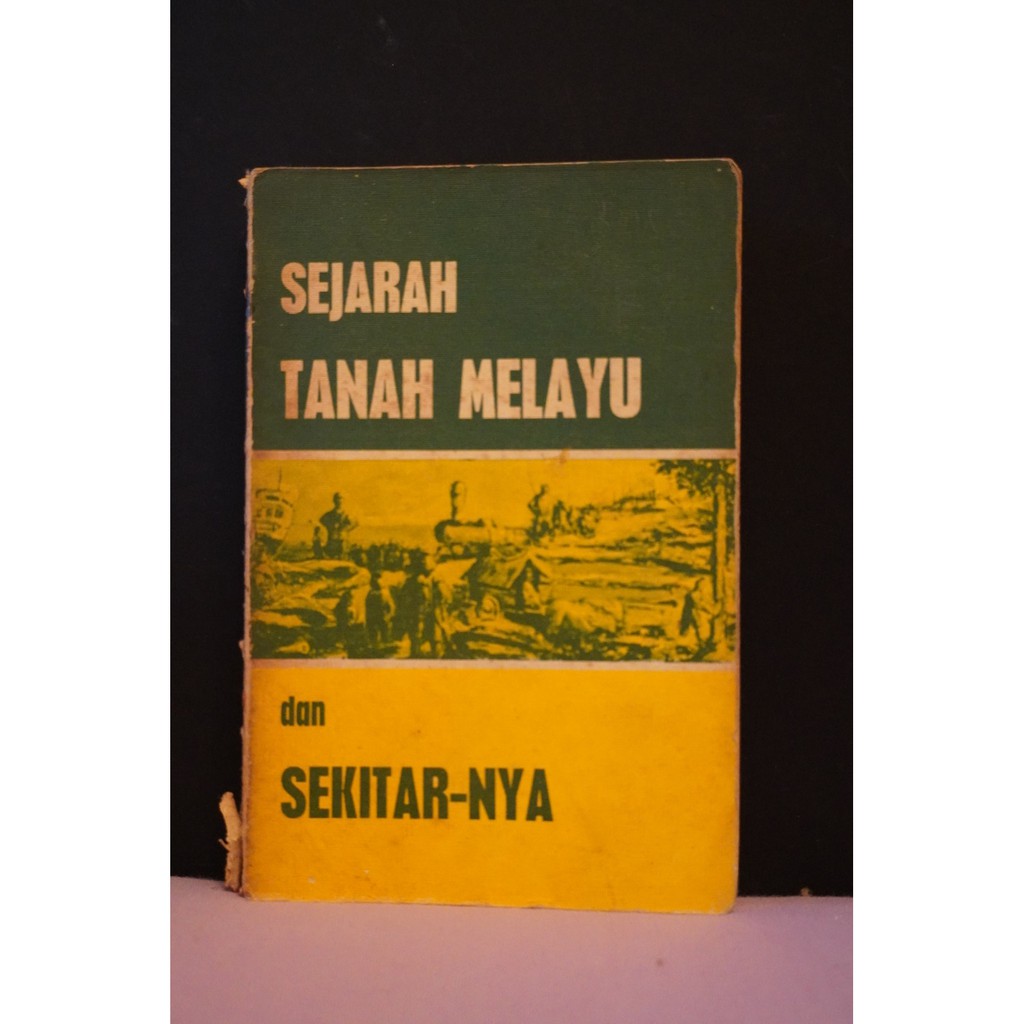 SEJARAH
TANAH MELAYU
dan
SEKITAR-NYA